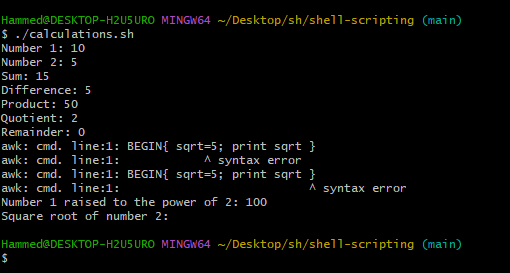 Hammed@DESKTOP-H2U5URO MINGW64 ~/Desktop/sh/shell-scripting (main)
$ ./calculations.sh
Number 1: 10
Number 2: 5
Sum: 15
Difference: 5
Product: 50
Quotient: 2
Remainder: 0
awk: cmd. line:1: BEGIN{ sqrt=5; print sqrt }
awk: cmd. line:1:             ^ syntax error
awk: cmd. line:1: BEGIN{ sqrt=5; print sqrt }
awk: cmd. line:1:                             ^ syntax error
Number 1 raised to the power of 2: 100
Square root of number 2:
Hammed@DESKTOP-H2U5URO MINGW64 ~/Desktop/sh/shell-scripting (main)
$